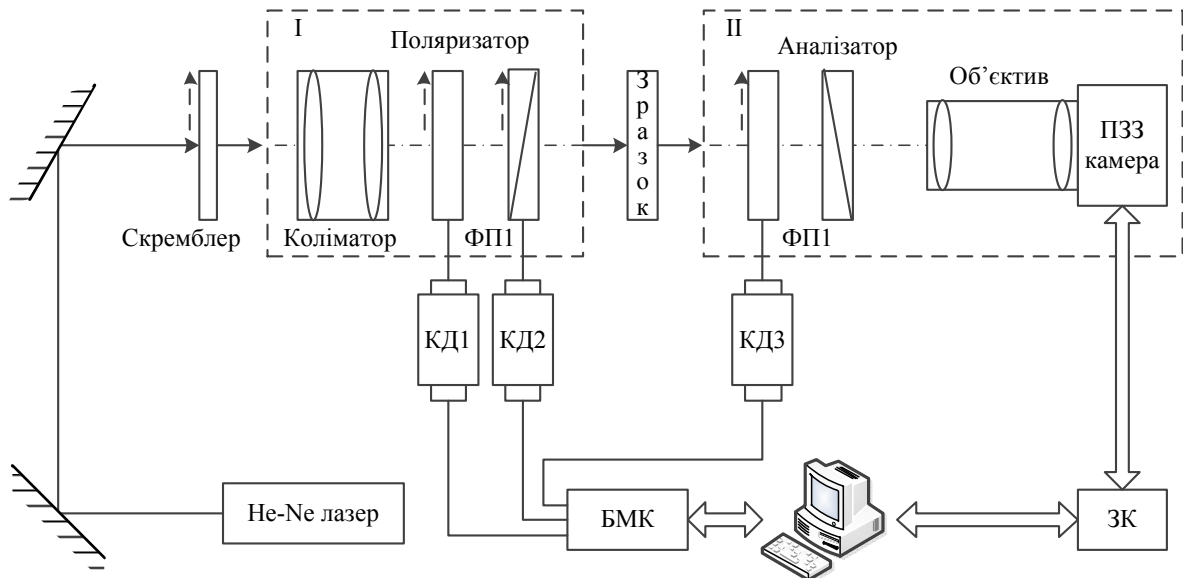 I
II
Поляризатор
Аналізатор
Об’єктив
Зразок
ПЗЗ
камера
Скремблер
Коліматор
ФП1
ФП1
КД1
КД2
КД3
He-Ne лазер
БМК
ЗК